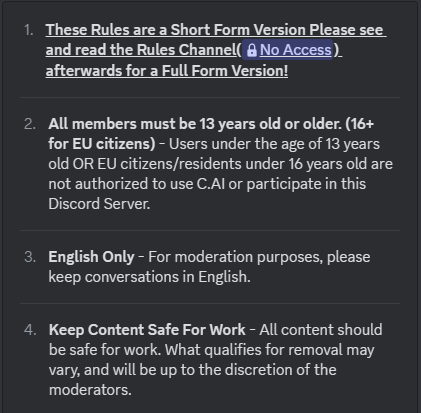 1. These Rules are a Short Form Version Please see
and read the Rules Channel( No Access )
afterwards for a Full Form Version!
2. All members must be 13 years old or older. (16+
for EU citizens) - Users under the age of 13 years
old OR EU citizens/residents under 16 years old are
not authorized to use C.AI or participate in this
Discord Server.
3. English Only - For moderation purposes, please
keep conversations in English.
4. Keep Content Safe For Work - All content should
be safe for work. What qualifies for removal may
vary, and will be up to the discretion of the
moderators.